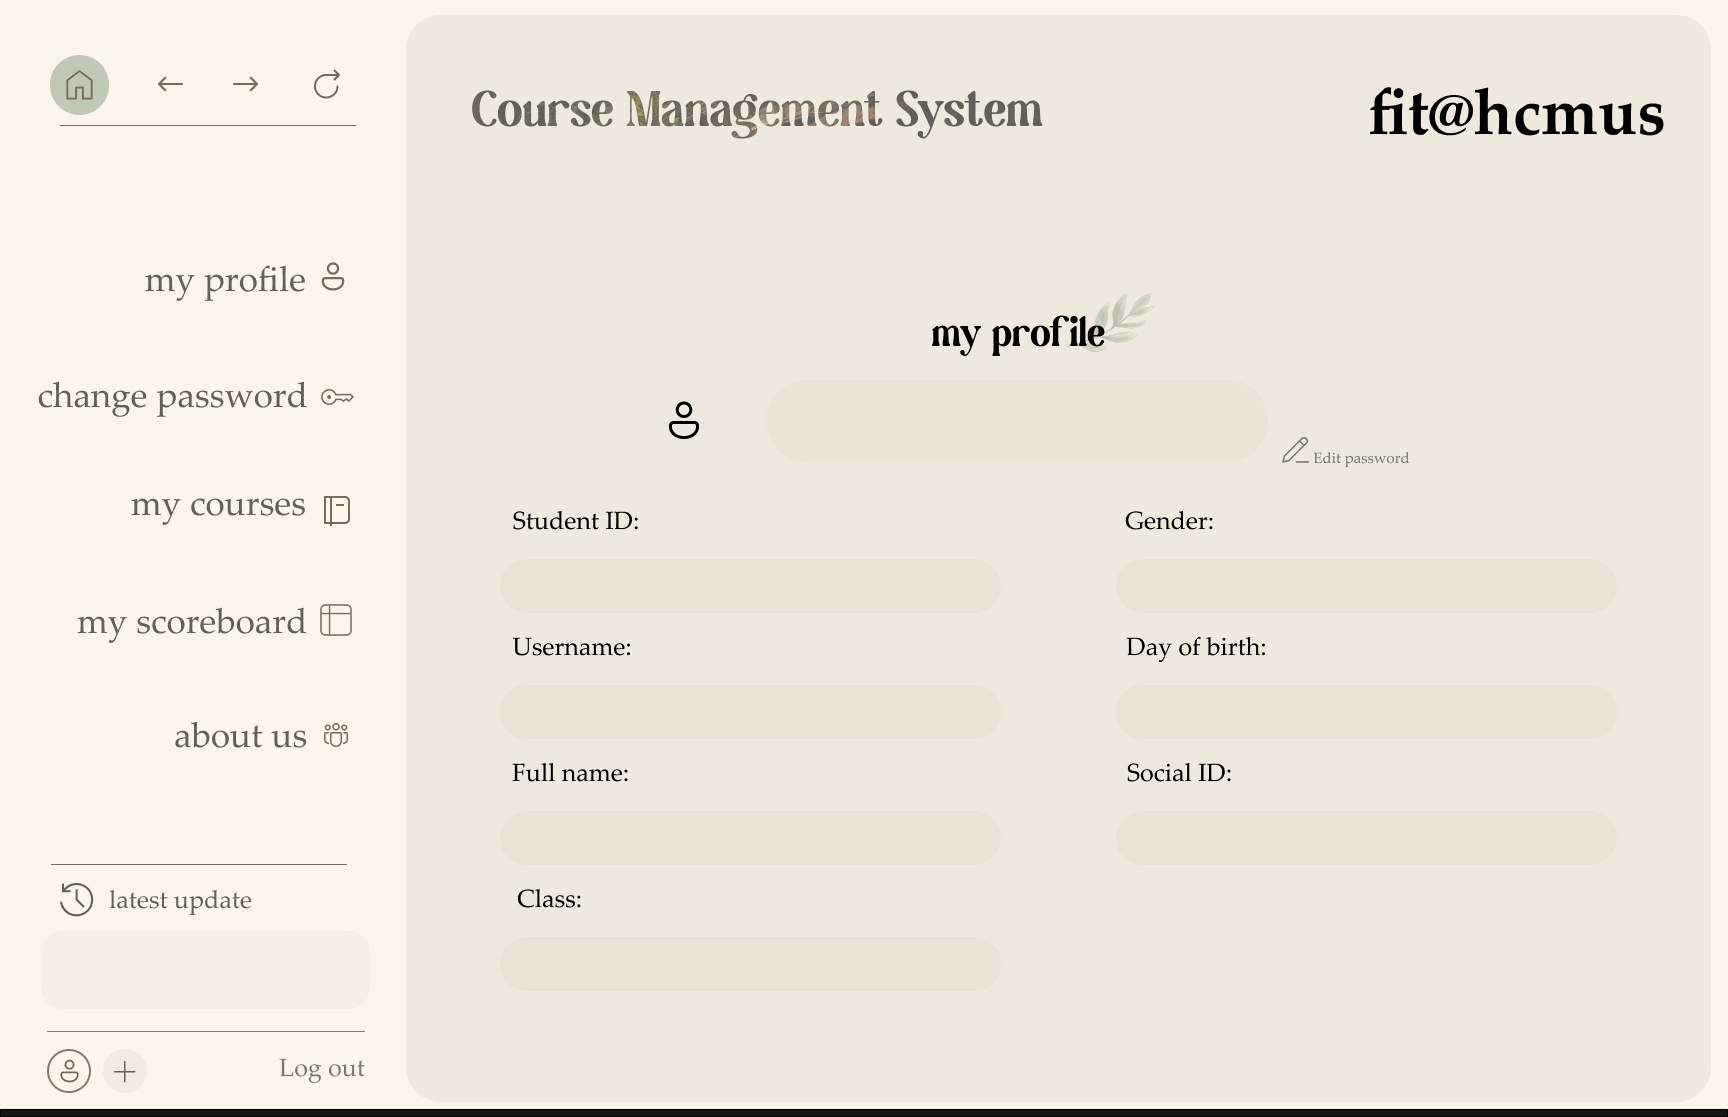 Course Management System
fit@hcmus
my profile
change password
my courses
my scoreboard
about us
latest update
Log out
my profile
Edit password
Student ID:
Gender:
Username:
Day of birth:
Full name:
Social ID:
Class: